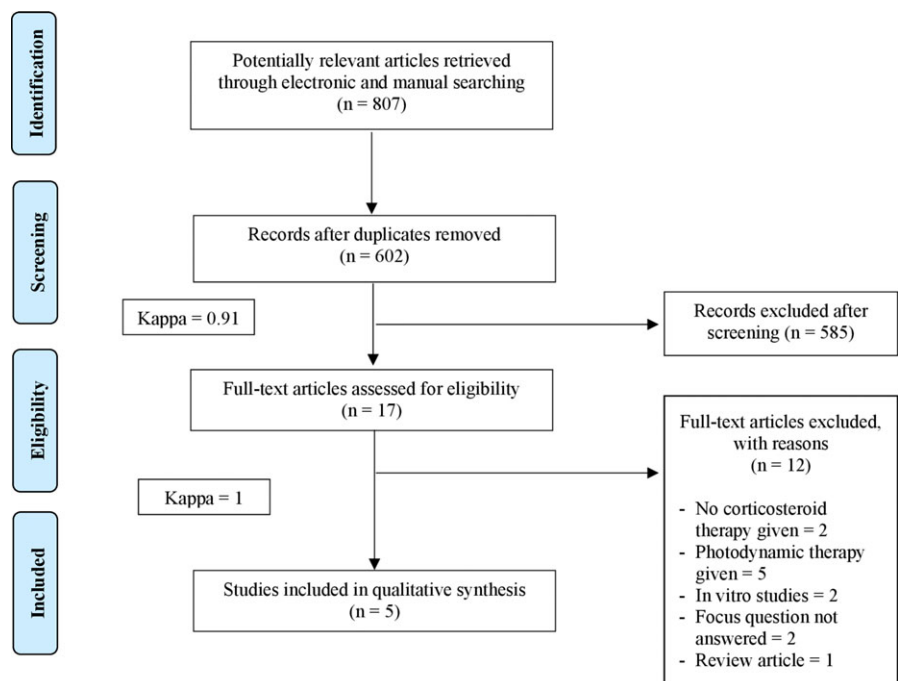 Identification
Potentially relevant articles retrieved
through electronic and manual searching
(n = 807)
Screening
Records after duplicates removed
(n = 602)
Kappa = 0.91
Records excluded after
screening (n = 585)
Eligibility
Full-text articles assessed for eligibility
(n = 17)
Kappa = 1
Full-text articles excluded,
with reasons
(n = 12)
- No corticosteroid
therapy given = 2
- Photodynamic therapy
given = 5
- In vitro studies = 2
- Focus question not
answered = 2
- Review article = 1
Included
Studies included in qualitative synthesis
(n = 5)